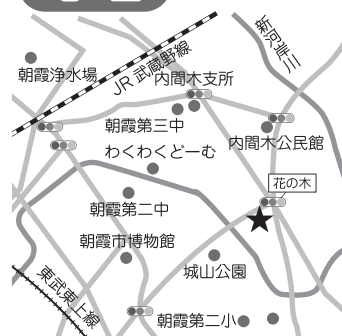 新河岸川
JR武蔵野線
朝霞浄水場
内間木支所
朝霞第三中
内間木公民館
わくわくどーむ
花の木
朝霞第二中
朝霞市博物館
城山公園
東武東上線
朝霞第二小